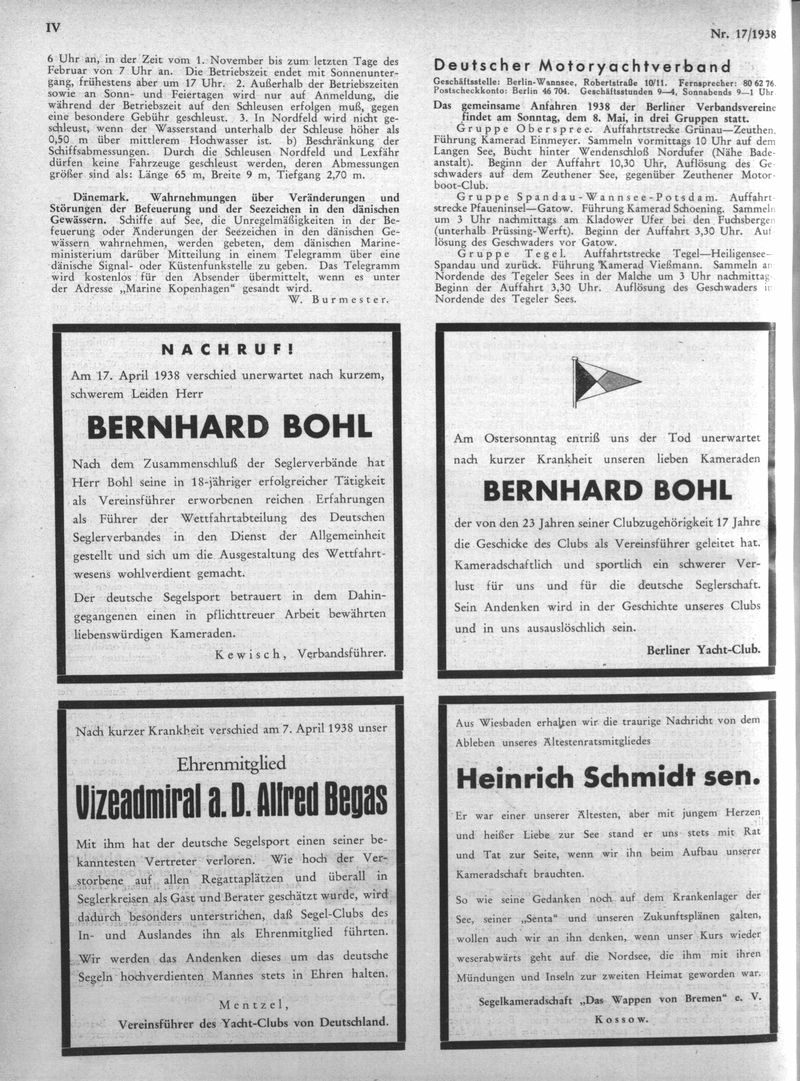 IV
Nr. 17/1938
6 Uhr an, in der Zeit vom 1. November bis zum letzten Tage des
Februar von 7 Uhr an. Die Betriebszeit endet mit Sonnenunter-
gang, frühestens aber um 17 Uhr. 2. Außerhalb der Betriebszeiten
sowie an Sonn- und Feiertagen wird nur auf Anmeldung, die
während der Betriebszeit auf den Schleusen erfolgen muß, gegen
eine besondere Gebühr geschleust. 3. In Nordfeld wird nicht ge-
schleust, wenn der Wasserstand unterhalb der Schleuse höher als
0,50 m über mittlerem Hochwasser ist. b) Beschränkung der
Schiffsabmessungen. Durch die Schleusen Nordfeld und Lexfähr
dürfen keine Fahrzeuge geschleust werden, deren Abmessungen
größer sind als: Länge 65 m, Breite 9 m, Tiefgang 2,70 m.
Dänemark. Wahrnehmungen über Veränderungen und
Störungen der Befeuerung und der Seezeichen in den dänischen
Gewässern. Schiffe auf See, die Unregelmäßigkeiten in der Be-
feuerung oder Änderungen der Seezeichen in den dänischen Ge-
wässern wahrnehmen, werden gebeten, dem dänischen Marine-
ministerium darüber Mitteilung in einem Telegramm über eine
dänische Signal- oder Küstenfunkstelle zu geben. Das Telegramm
wird kostenlos für den Absender übermittelt, wenn es unter
der Adresse „Marine Kopenhagen“ gesandt wird.
W. Burmester.
Deutscher Motoryachtverband
Geschäftsstelle: Berlin-Wannsee, Robertstraße 10/11. Fernsprecher: 80 62 76.
Postscheckkonto: Berlin 46 704. Geschäftsstunden 9—4, Sonnabends 9—1 Uhr
Das gemeinsame Anfahren 1938 der Berliner Verbandsvereine
findet am Sonntag, dem 8. Mai, in drei Gruppen statt.
Gruppe Oberspree. Auffahrtstrecke Grünau—Zeuthen.
Führung Kamerad Einmeyer. Sammeln vormittags 10 Uhr auf dem
Langen See, Bucht hinter Wendenschloß Nordufer (Nähe Bade-
anstalt). Beginn der Auffahrt 10,30 Uhr, Auflösung des Ge-
schwaders auf dem Zeuthener See, gegenüber Zeuthener Motor-
boot-Club.
Gruppe Spandau-Wannsee-Potsdam. Auffahrt-
strecke Pfaueninsel—Gatow. Führung Kamerad Schoening. Sammeln
um 3 Uhr nachmittags am Kladower Ufer bei den Fuchsbergen
(unterhalb Prüssing-Werft). Beginn der Auffahrt 3,30 Uhr. Auf
lösung des Geschwaders vor Gatow.
Gruppe Tegel. Auffahrtstrecke Tegel—Heiligensee—
Spandau und zurück. Führung Kamerad Vießmann. Sammeln an
Nordende des Tegeler Sees in der Malche um 3 Uhr nachmittag
Beginn der Auffahrt 3,30 Uhr. Auflösung des Geschwaders i
Nordende des Tegeler Sees.
NACHRUF!
Am 17. April 1938 verschied unerwartet nach kurzem,
schwerem Leiden Herr
BERNHARD BOHL
Nach dem Zusammenschluß der Seglerverbände hat
Herr Bohl seine in 18-jähriger erfolgreicher Tätigkeit
als Vereinsführer erworbenen reichen Erfahrungen
als Führer der Wettfahrtabteilung des Deutschen
Seglerverbandes in den Dienst der Allgemeinheit
gestellt und sich um die Ausgestaltung des Wettfahrt-
wesens wohlverdient gemacht.
Der deutsche Segelsport betrauert in dem Dahin-
gegangenen einen in pflichttreuer Arbeit bewährten
liebenswürdigen Kameraden.
Kewisch, Verbandsführer.
Am Ostersonntag entriß uns der Tod unerwartet
nach kurzer Krankheit unseren lieben Kameraden
BERNHARD BOHL
der von den 23 Jahren seiner Clubzugehörigkeit 17 Jahre
die Geschicke des Clubs als Vereinsführer geleitet hat.
Kameradschaftlich und sportlich ein schwerer Ver-
lust für uns und für die deutsche Seglerschaft.
Sein Andenken wird in der Geschichte unseres Clubs
und in uns ausauslöschlich sein.
Berliner Yacht-Club.
Nach kurzer Krankheit verschied am 7. April 1938 unser
Ehrenmitglied
Vizeadmiral a. D. Alfred Begas
Mit ihm hat der deutsche Segelsport einen seiner be-
kanntesten Vertreter verloren. Wie hoch der Ver-
storbene auf allen Regattaplätzen und überall in
Seglerkreisen als Gast und Berater geschätzt wurde, wird
dadurch besonders unterstrichen, daß Segel-Clubs des
In- und Auslandes ihn als Ehrenmitglied führten.
Wir werden das Andenken dieses um das deutsche
Segeln hochverdienten Mannes stets in Ehren halten.
Mentzel,
Vereinsführer des Yacht-Clubs von Deutschland.
Aus Wiesbaden erhalten wir die traurige Nachricht von dem
Ableben unseres Ältestenratsmitgliedes
Heinrich Schmidt sen.
Er war einer unserer Ältesten, aber mit jungem Herzen
und heißer Liebe zur See stand er uns stets mit Rat
und Tat zur Seite, wenn wir ihn beim Aufbau unserer
Kameradschaft brauchten.
So wie seine Gedanken noch auf dem Krankenlager der
See, seiner „Senta“ und unseren Zukunftsplänen galten,
wollen auch wir an ihn denken, wenn unser Kurs wieder
weserabwärts geht auf die Nordsee, die ihm mit ihren
Mündungen und Inseln zur zweiten Heimat geworden war.
Segelkameradschaft „Das Wappen von Bremen“ e. V.
Kossow.